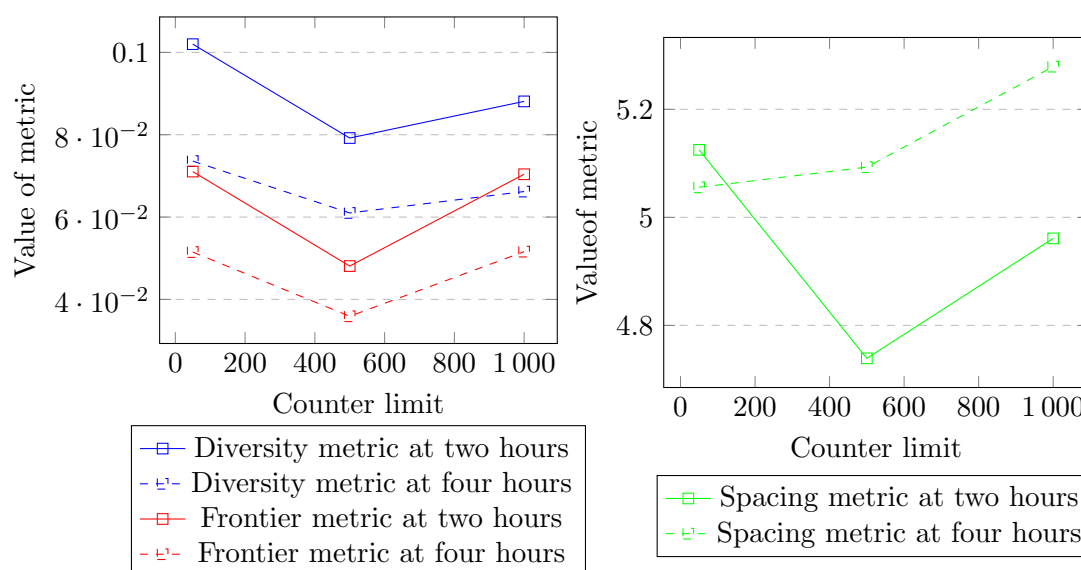 0.1
8 · 10⁻²
6 · 10⁻²
4 · 10⁻²
Value of metric
0 200 400 600 800 1 000
Counter limit
Diversity metric at two hours
Diversity metric at four hours
Frontier metric at two hours
Frontier metric at four hours
5.2
5
4.8
Valueof metric
0 200 400 600 800 1 000
Counter limit
Spacing metric at two hours
Spacing metric at four hours